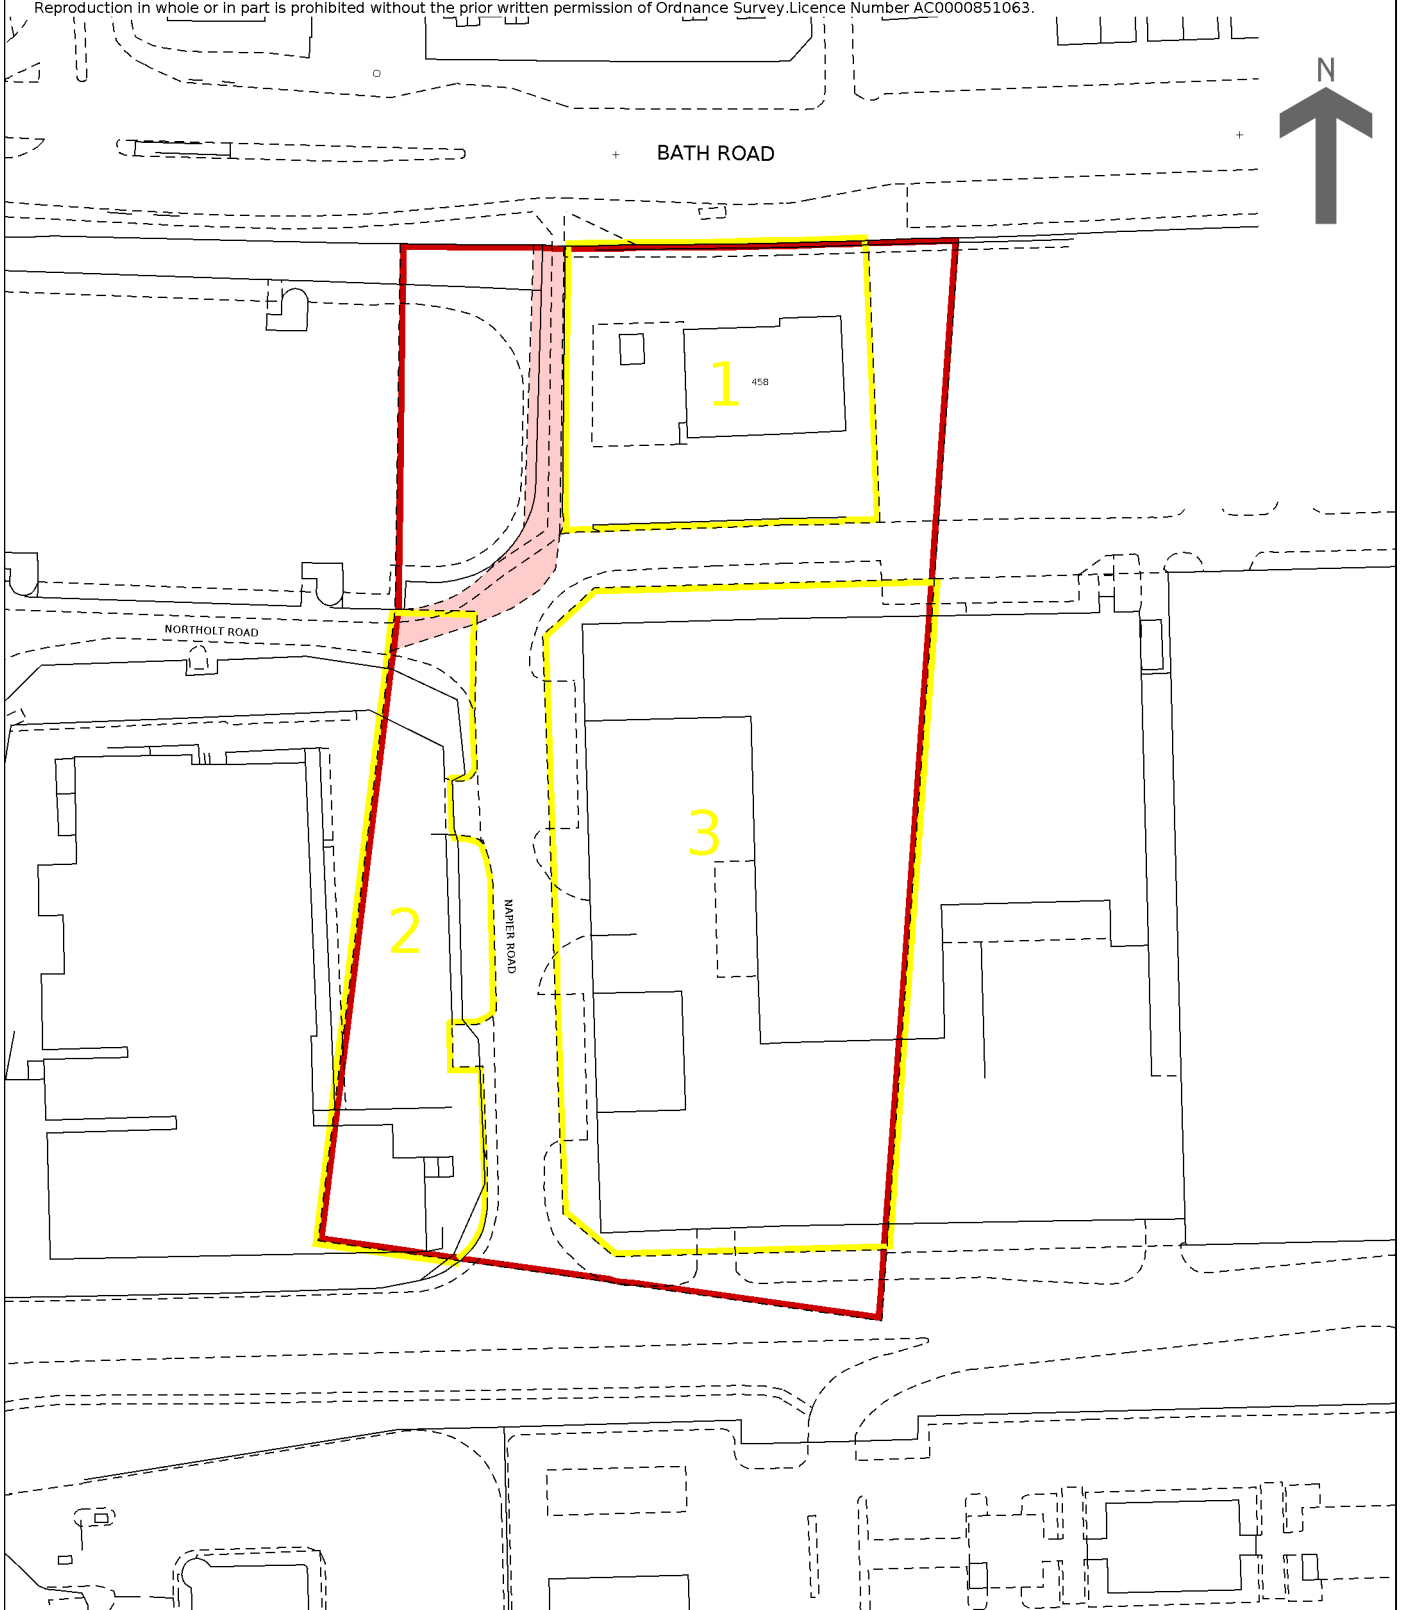 Reproduction in whole or in part is prohibited without the prior written permission of Ordnance Survey.Licence Number AC0000851063.
N
BATH ROAD
1
458
NORTHOLT ROAD
3
2
NAPIER ROAD